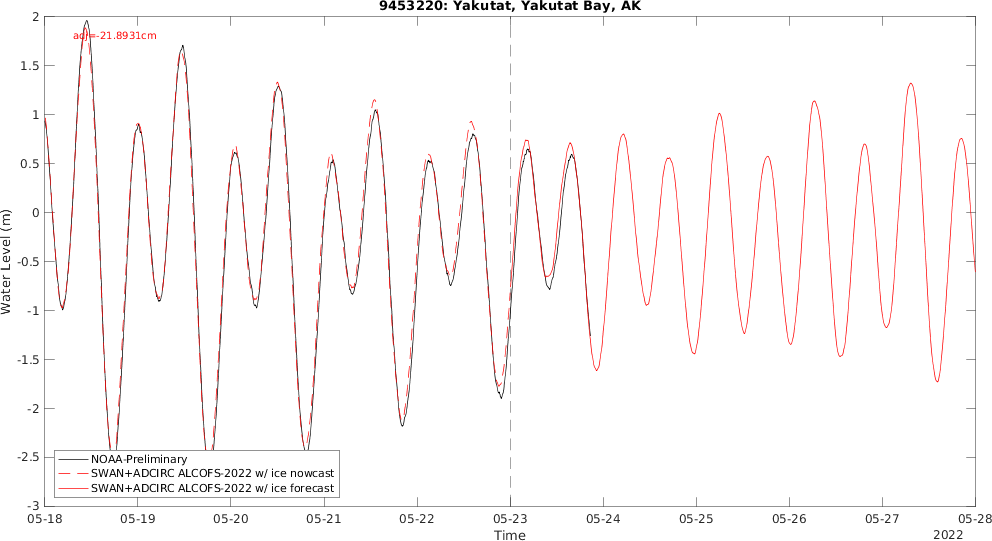 9453220: Yakutat, Yakutat Bay, AK
adj=-21.8931cm
Water Level (m)
2
1.5
1
0.5
0
-0.5
-1
-1.5
-2
-2.5
-3
NOAA-Preliminary
SWAN+ADCIRC ALCOFS-2022 w/ ice nowcast
SWAN+ADCIRC ALCOFS-2022 w/ ice forecast
05-18 05-19 05-20 05-21 05-22 05-23 05-24 05-25 05-26 05-27 05-28
Time
2022